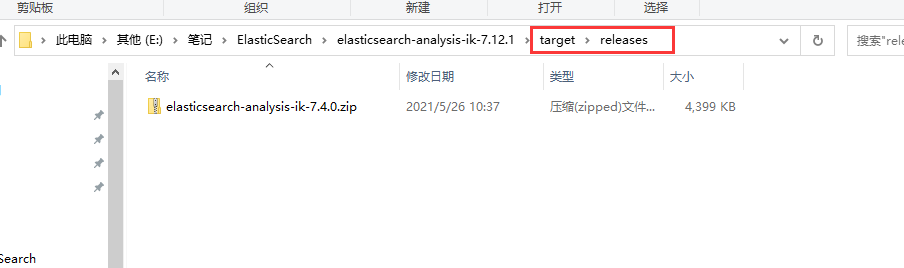 剪贴板 组织 新建 打开 选择
此电脑 其他 (E:) 笔记 ElasticSearch elasticsearch-analysis-ik-7.12.1 target releases 搜索"rele
名称 修改日期 类型 大小
elasticsearch-analysis-ik-7.4.0.zip 2021/5/26 10:37 压缩(zipped)文件... 4,399 KB
Search